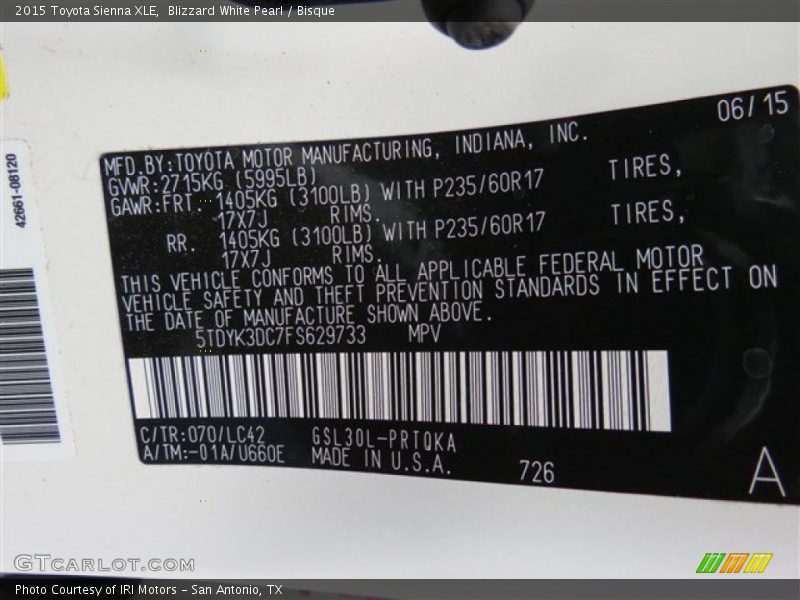 2015 Toyota Sienna XLE,  Blizzard White Pearl / Bisque
06/15
MFD.BY:TOYOTA MOTOR MANUFACTURING, INDIANA, INC.
GVWR:2715KG (5995LB)
GAWR:FRT. 1405KG (3100LB) WITH P235/60R17 TIRES,
17X7J RIMS.
RR. 1405KG (3100LB) WITH P235/60R17 TIRES,
17X7J RIMS.
THIS VEHICLE CONFORMS TO ALL APPLICABLE FEDERAL MOTOR
VEHICLE SAFETY AND THEFT PREVENTION STANDARDS IN EFFECT ON
THE DATE OF MANUFACTURE SHOWN ABOVE.
5TDYK3DC7FS629733 MPV
C/TR:070/LC42 GSL30L-PRTQKA
A/TM:-01A/U660E MADE IN U.S.A. 726
A
42661-08120
GTCARLOT.COM
Photo Courtesy of IRI Motors - San Antonio, TX